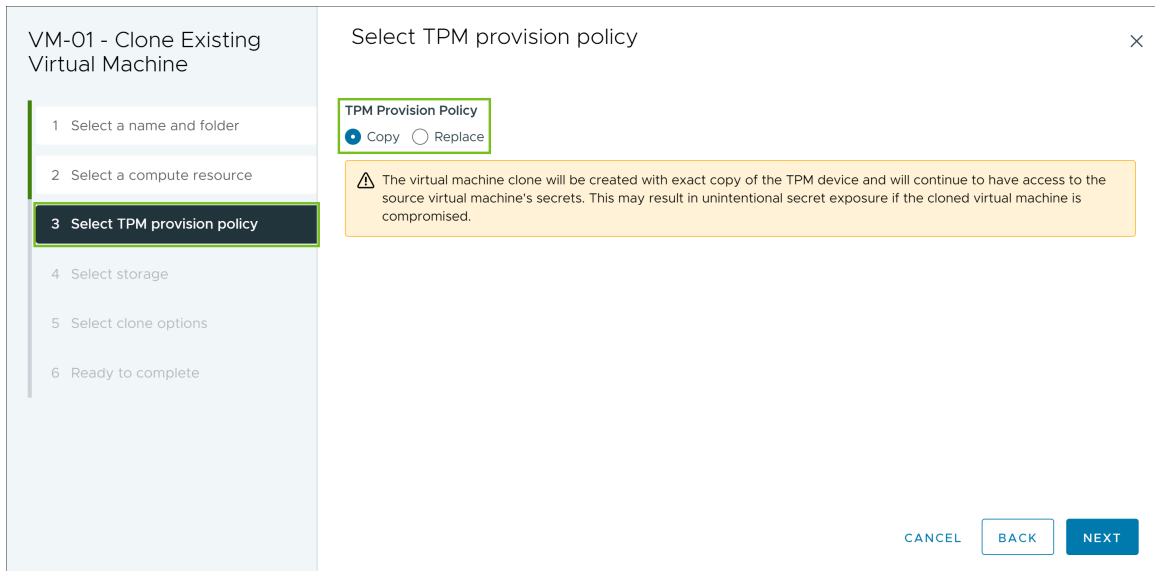 VM-01 - Clone Existing
Virtual Machine
1 Select a name and folder
2 Select a compute resource
3 Select TPM provision policy
4 Select storage
5 Select clone options
6 Ready to complete
Select TPM provision policy
TPM Provision Policy
Copy Replace
The virtual machine clone will be created with exact copy of the TPM device and will continue to have access to the
source virtual machine's secrets. This may result in unintentional secret exposure if the cloned virtual machine is
compromised.
CANCEL BACK NEXT